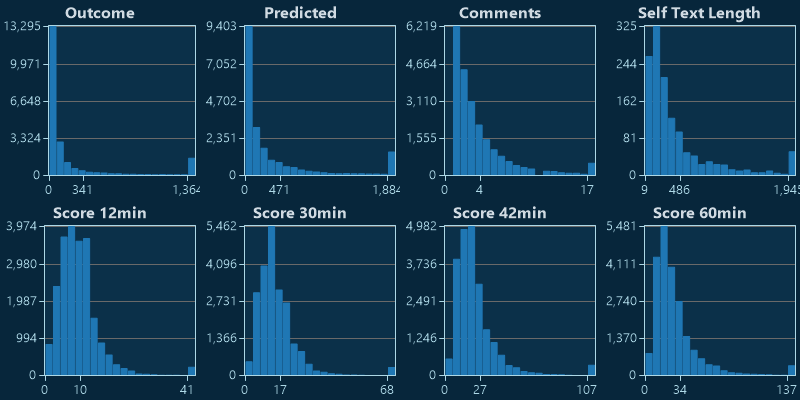 Outcome
13,295
9,971
6,648
3,324
0
0 341 1,364
Predicted
9,403
7,052
4,702
2,351
0
0 471 1,884
Comments
6,219
4,664
3,110
1,555
0
0 4 17
Self Text Length
325
244
162
81
0
9 486 1,945
Score 12min
3,974
2,980
1,987
994
0
0 10 41
Score 30min
5,462
4,096
2,731
1,366
0
0 17 68
Score 42min
4,982
3,736
2,491
1,246
0
0 27 107
Score 60min
5,481
4,111
2,740
1,370
0
0 34 137